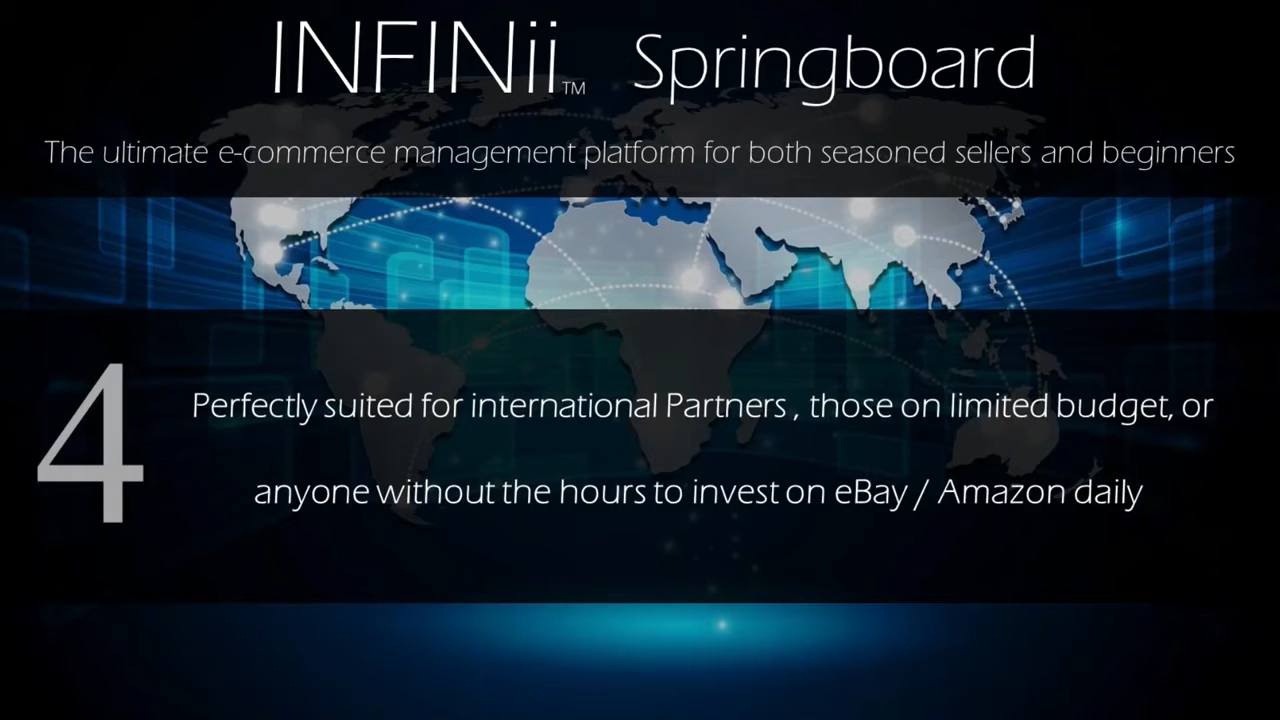 INFINii™ Springboard
The ultimate e-commerce management platform for both seasoned sellers and beginners
4
Perfectly suited for international Partners , those on limited budget, or
anyone without the hours to invest on eBay / Amazon daily